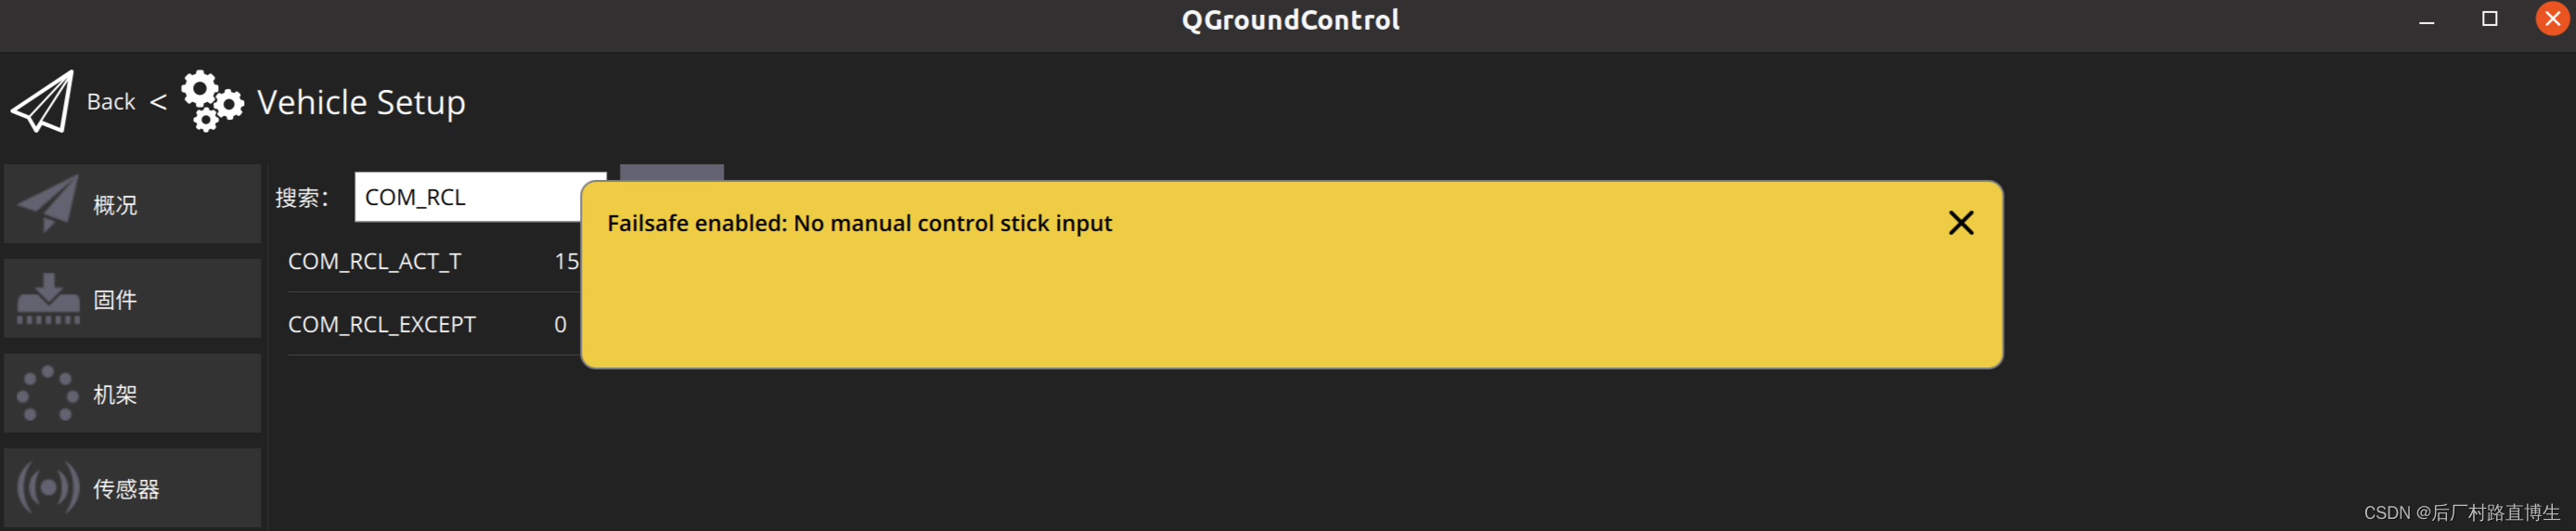 QGroundControl
Back < Vehicle Setup
概况
搜索：
COM_RCL
Failsafe enabled: No manual control stick input
COM_RCL_ACT_T 15
固件
COM_RCL_EXCEPT 0
机架
传感器
CSDN @后厂村路直博生